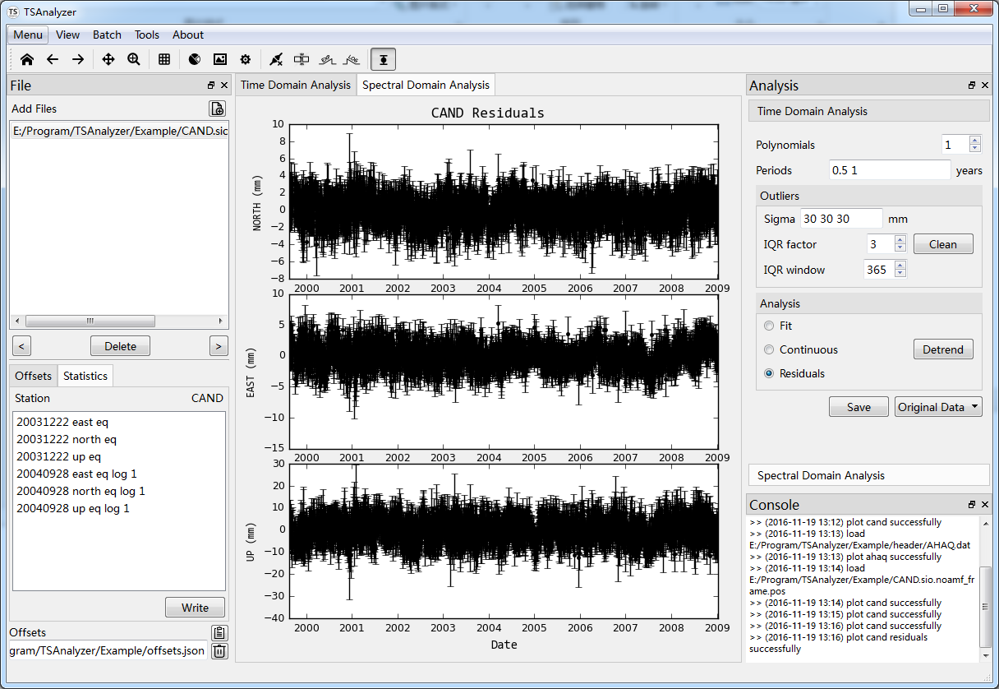 TS TSAnalyzer
Menu View Batch Tools About
File
Add Files
E:/Program/TSAnalyzer/Example/CAND.sic
< Delete >
Offsets Statistics
Station CAND
20031222 east eq
20031222 north eq
20031222 up eq
20040928 east eq log 1
20040928 north eq log 1
20040928 up eq log 1
Write
Offsets
gram/TSAnalyzer/Example/offsets.json
Time Domain Analysis Spectral Domain Analysis
CAND Residuals
NORTH (mm)
10
8
6
4
2
0
−2
−4
−6
−8
2000 2001 2002 2003 2004 2005 2006 2007 2008 2009
EAST (mm)
10
5
0
−5
−10
−15
2000 2001 2002 2003 2004 2005 2006 2007 2008 2009
UP (mm)
30
20
10
0
−10
−20
−30
−40
2000 2001 2002 2003 2004 2005 2006 2007 2008 2009
Date
Analysis
Time Domain Analysis
Polynomials 1
Periods 0.5 1 years
Outliers
Sigma 30 30 30 mm
IQR factor 3 Clean
IQR window 365
Analysis
Fit
Continuous Detrend
Residuals
Save Original Data
Spectral Domain Analysis
Console
>> (2016-11-19 13:12) plot cand successfully
>> (2016-11-19 13:13) load
E:/Program/TSAnalyzer/Example/header/AHAQ.dat
>> (2016-11-19 13:13) plot ahaq successfully
>> (2016-11-19 13:14) load
E:/Program/TSAnalyzer/Example/CAND.sio.noamf_fr
ame.pos
>> (2016-11-19 13:14) plot cand successfully
>> (2016-11-19 13:15) plot cand successfully
>> (2016-11-19 13:16) plot cand successfully
>> (2016-11-19 13:16) plot cand residuals
successfully